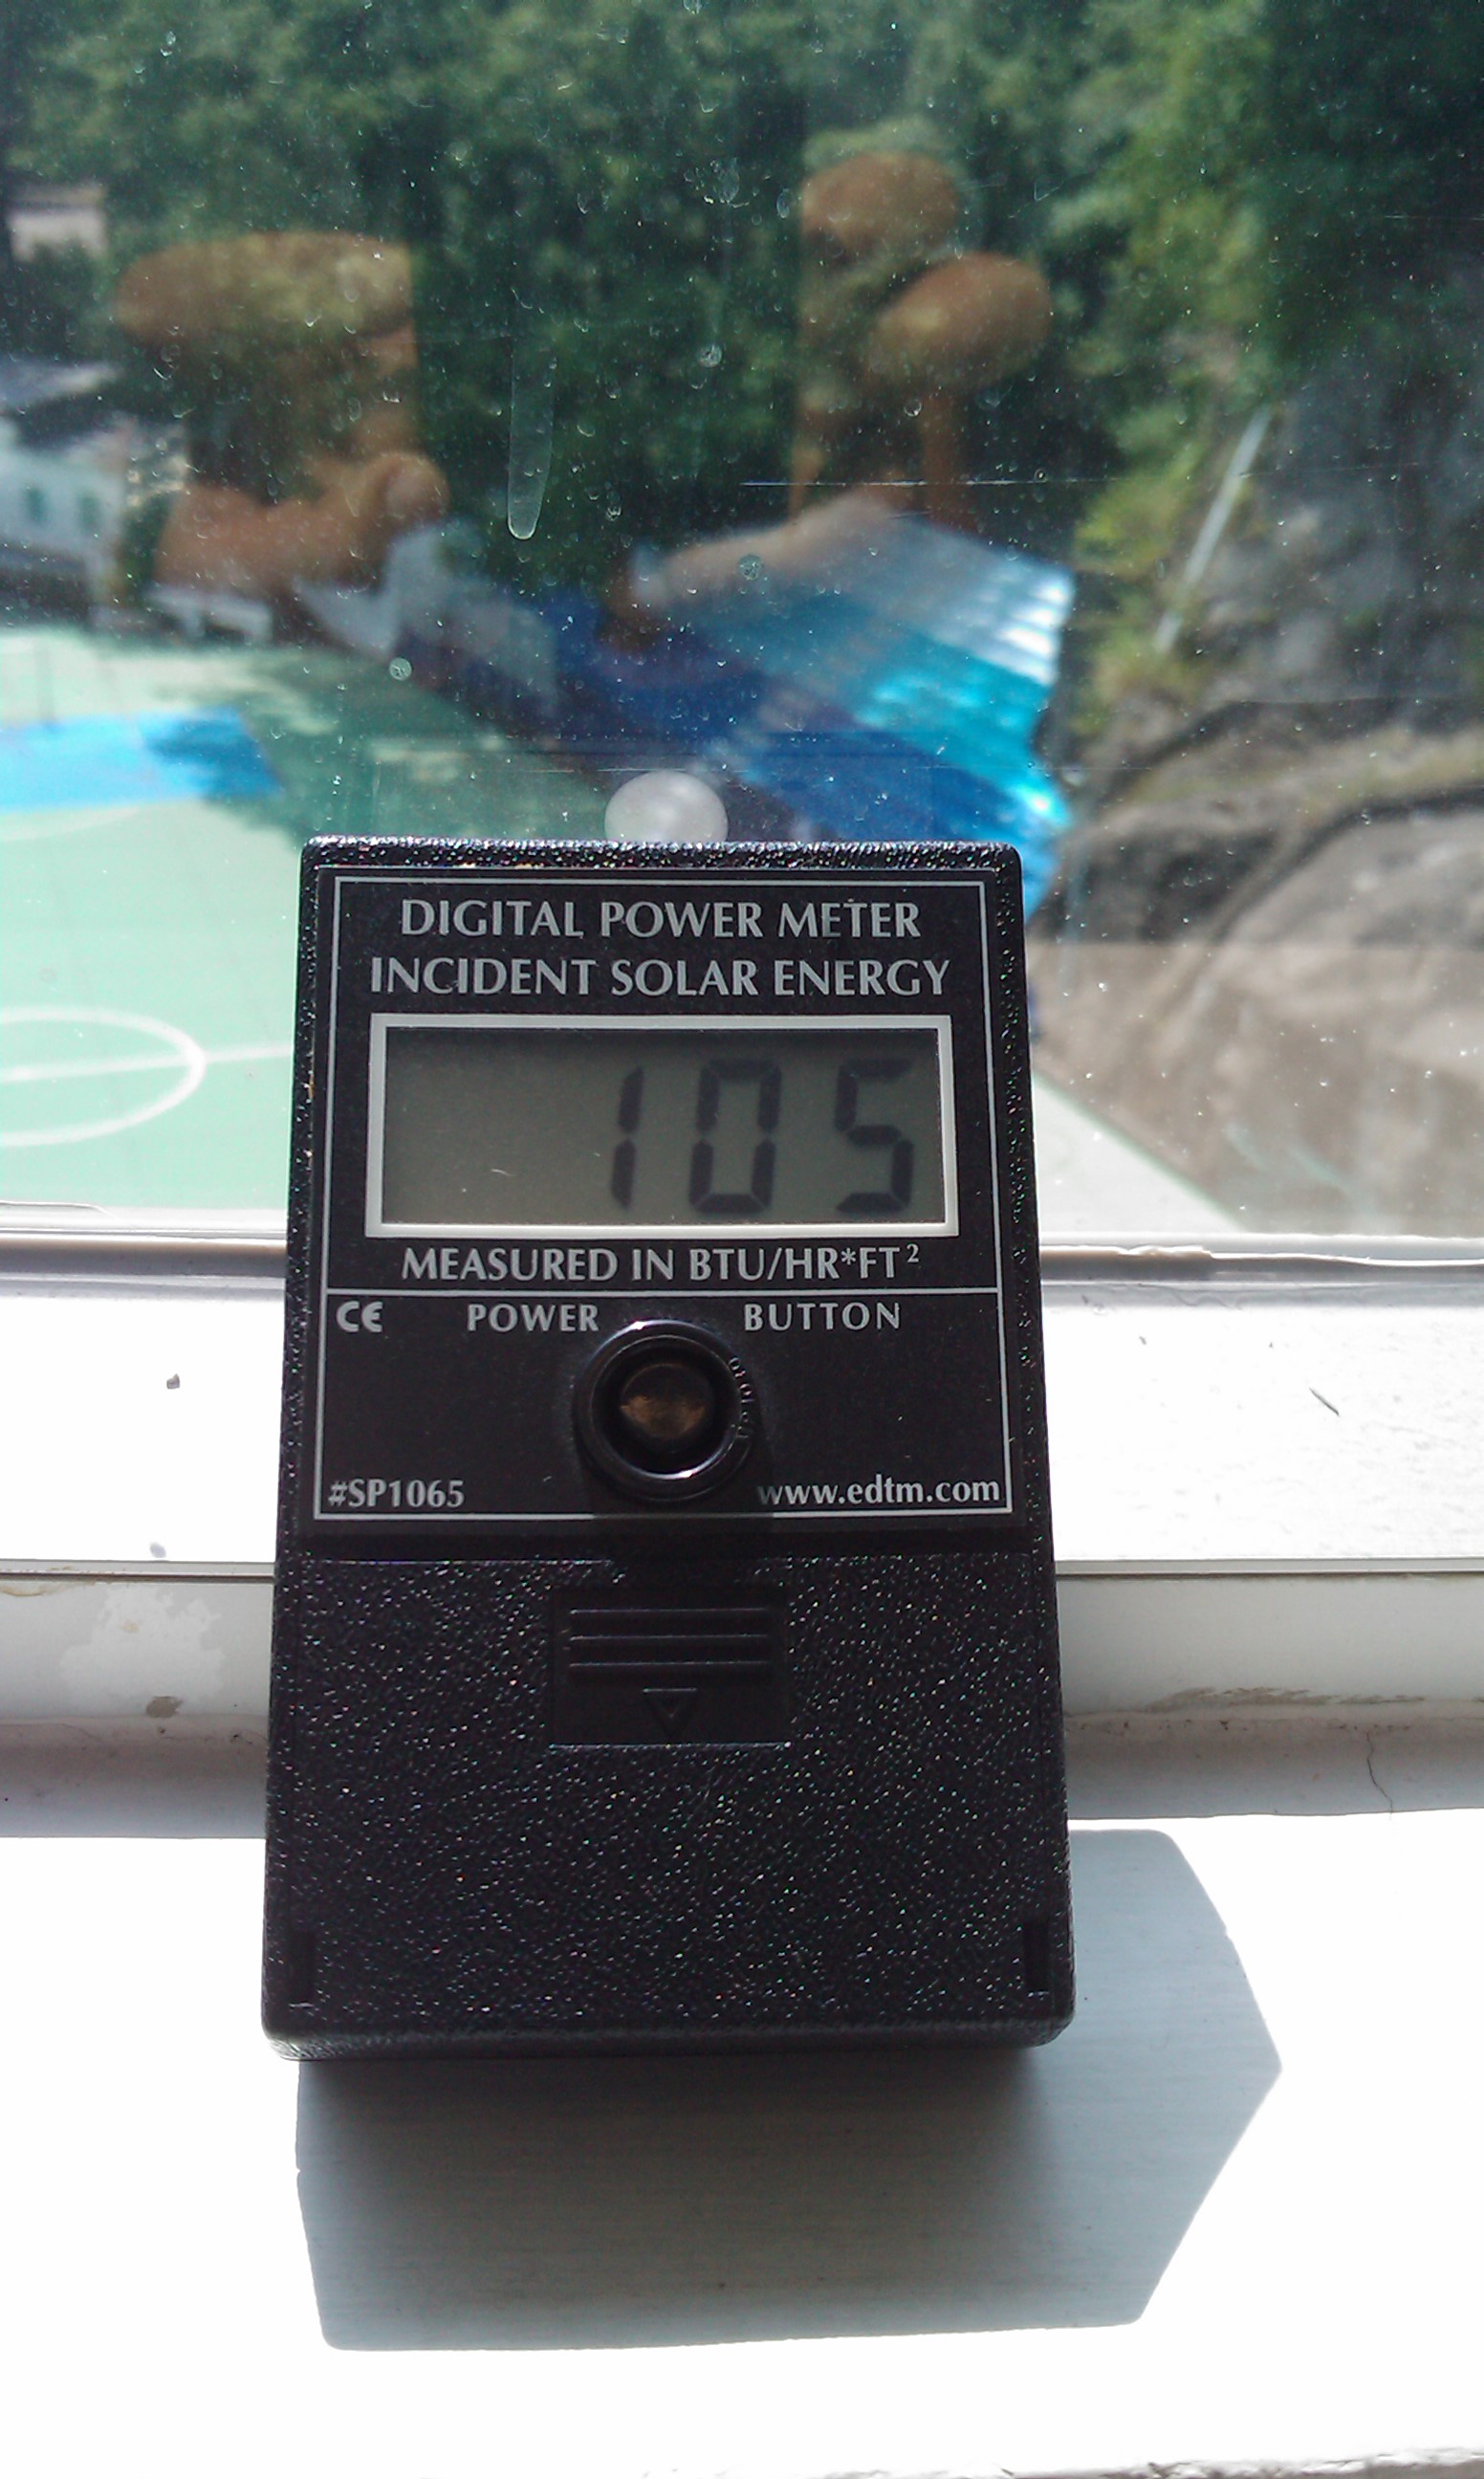 DIGITAL POWER METER
INCIDENT SOLAR ENERGY
105
MEASURED IN BTU/HR*FT²
CE POWER BUTTON
#SP1065 www.edtm.com